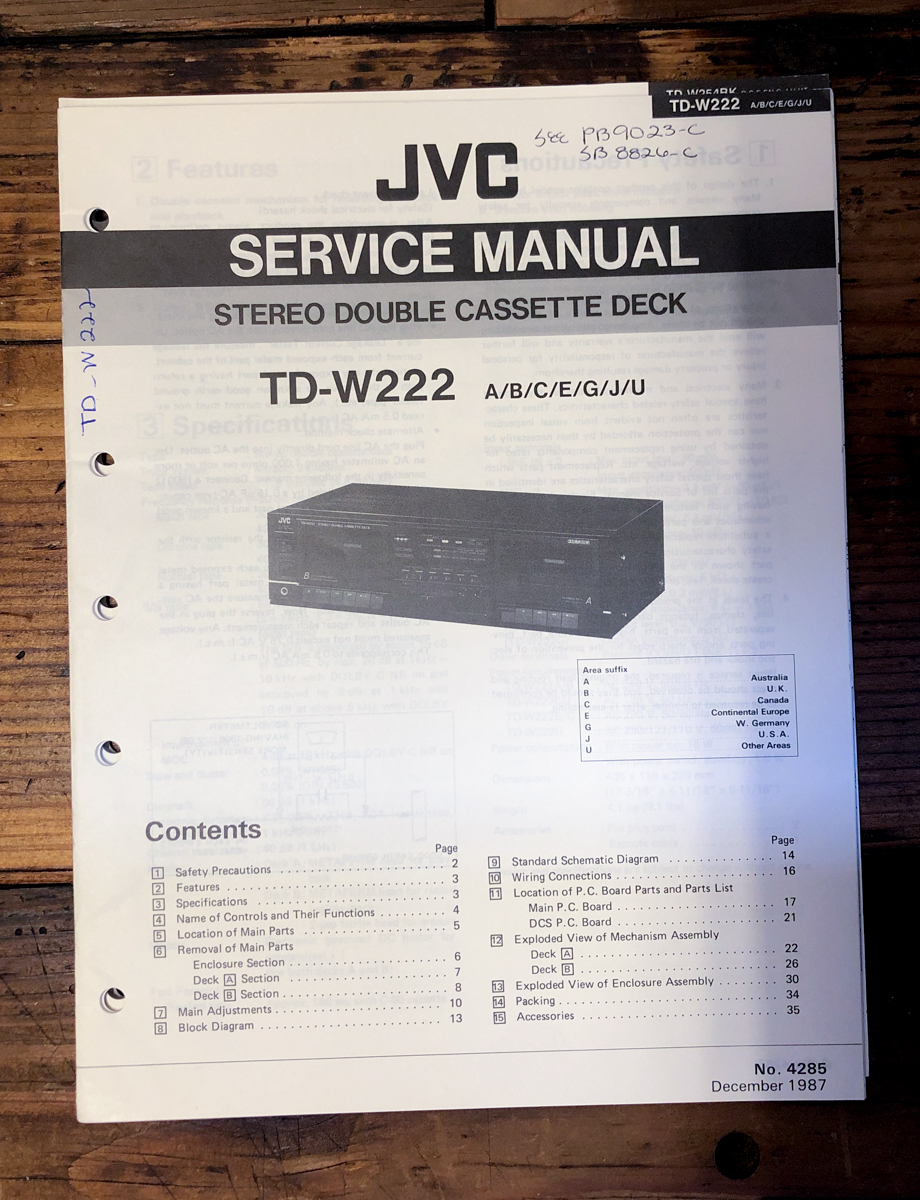 TD-W254BK
TD-W222 A/B/C/E/G/J/U
SEE PB9023-C
SB 8826-C
JVC
SERVICE MANUAL
STEREO DOUBLE CASSETTE DECK
TD-W222
TD-W222 A/B/C/E/G/J/U
JVC
B
A
Area suffix
A Australia
B U.K.
C Canada
E Continental Europe
G W. Germany
J U.S.A.
U Other Areas
Contents
Page
1 Safety Precautions . . . . . . . . . . . . . . . . . . . . . 2
2 Features . . . . . . . . . . . . . . . . . . . . . . . . . . . . 3
3 Specifications . . . . . . . . . . . . . . . . . . . . . . . . 3
4 Name of Controls and Their Functions . . . . . . . . 4
5 Location of Main Parts . . . . . . . . . . . . . . . . . . 5
6 Removal of Main Parts
Enclosure Section . . . . . . . . . . . . . . . . . . . . 6
Deck A Section . . . . . . . . . . . . . . . . . . . . . 7
Deck B Section . . . . . . . . . . . . . . . . . . . . . 8
7 Main Adjustments . . . . . . . . . . . . . . . . . . . . . 10
8 Block Diagram . . . . . . . . . . . . . . . . . . . . . . . 13
Page
9 Standard Schematic Diagram . . . . . . . . . . . . . . 14
10 Wiring Connections . . . . . . . . . . . . . . . . . . . . 16
11 Location of P.C. Board Parts and Parts List
Main P.C. Board . . . . . . . . . . . . . . . . . . . . . 17
DCS P.C. Board . . . . . . . . . . . . . . . . . . . . . 21
12 Exploded View of Mechanism Assembly
Deck A . . . . . . . . . . . . . . . . . . . . . . . . . . 22
Deck B . . . . . . . . . . . . . . . . . . . . . . . . . . 26
13 Exploded View of Enclosure Assembly . . . . . . . . 30
14 Packing . . . . . . . . . . . . . . . . . . . . . . . . . . . . 34
15 Accessories . . . . . . . . . . . . . . . . . . . . . . . . . 35
No. 4285
December 1987